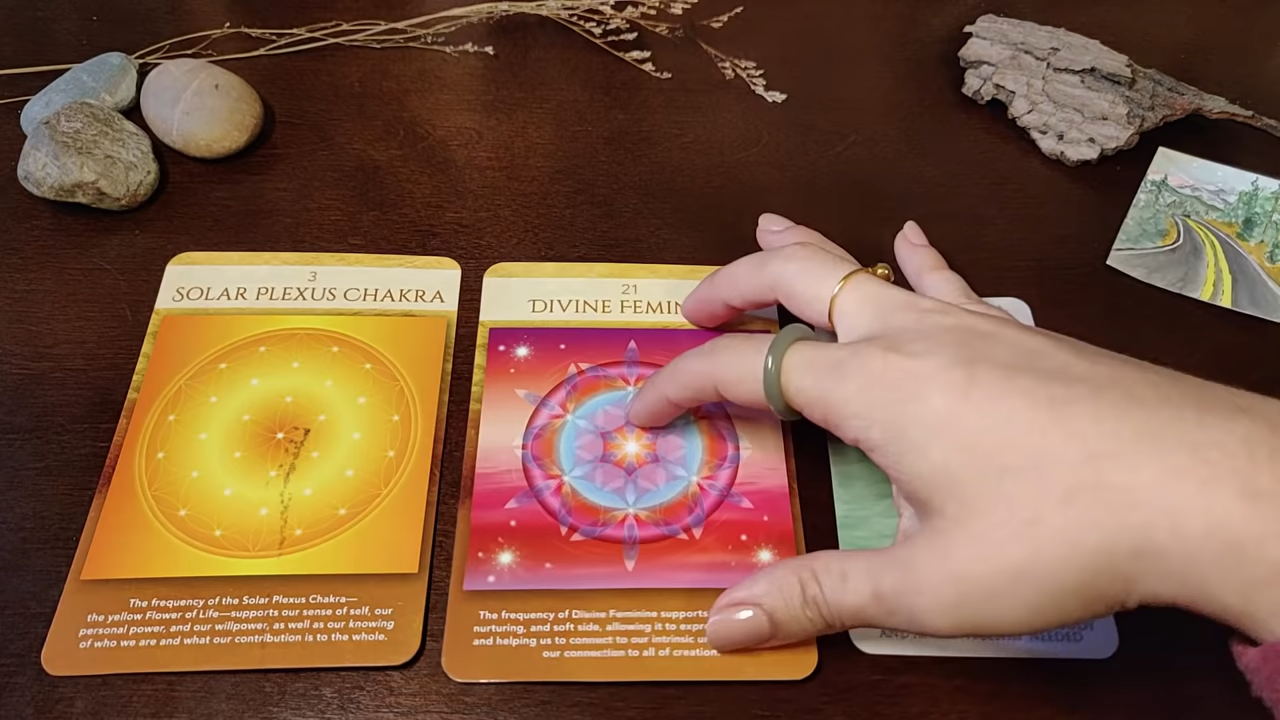 3
SOLAR PLEXUS CHAKRA
The frequency of the Solar Plexus Chakra—
the yellow Flower of Life—supports our sense of self, our
personal power, and our willpower, as well as our knowing
of who we are and what our contribution is to the whole.
21
DIVINE
The frequency of Divine Feminine supports
nurturing, and soft side, allowing it to
and helping us to connect to our intrinsic
our connection to all of creation.
NEEDED